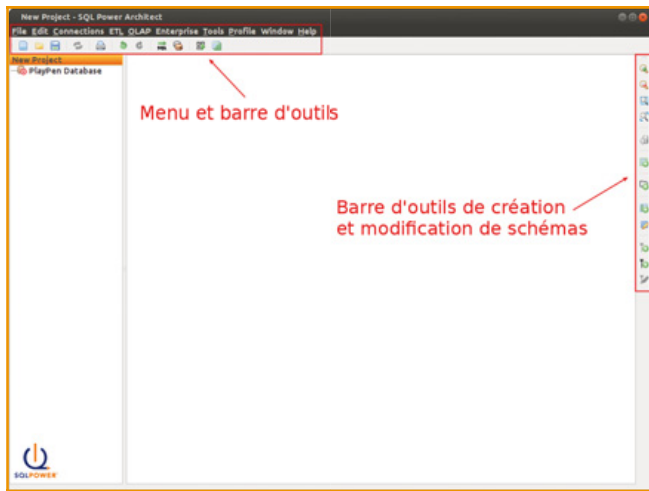 New Project - SQL Power Architect
File Edit Connections ETL OLAP Enterprise Tools Profile Window Help
New Project
PlayPen Database
Menu et barre d'outils
Barre d'outils de création
et modification de schémas
SQLPOWER